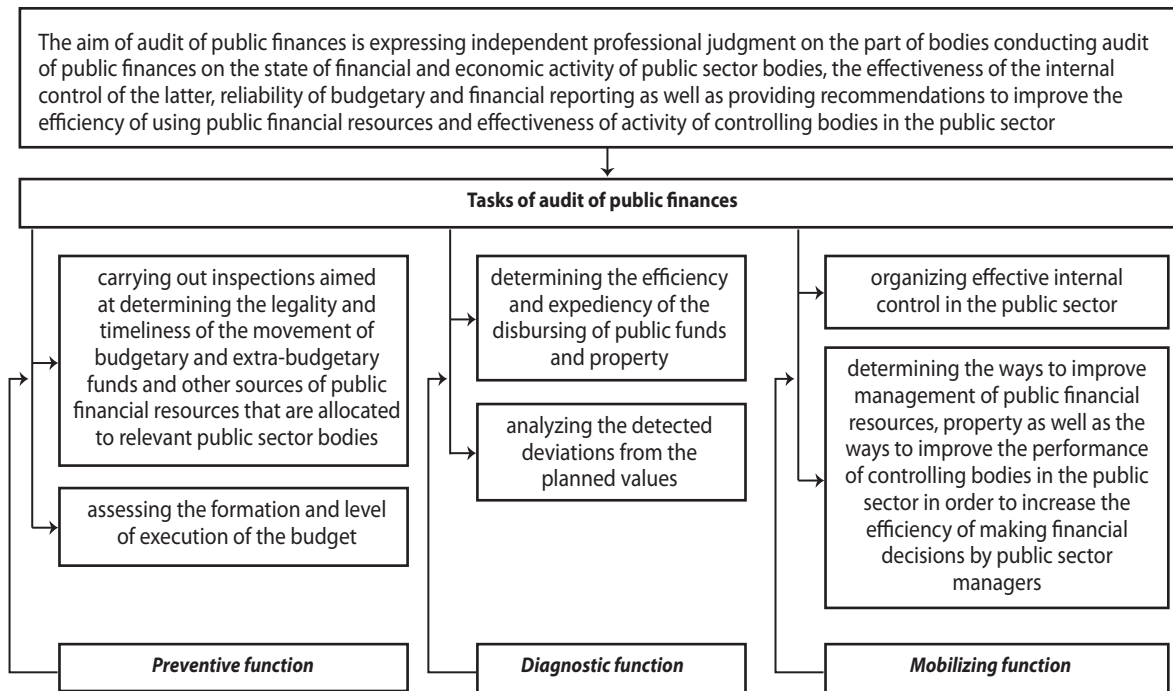 The aim of audit of public finances is expressing independent professional judgment on the part of bodies conducting audit
of public finances on the state of financial and economic activity of public sector bodies, the effectiveness of the internal
control of the latter, reliability of budgetary and financial reporting as well as providing recommendations to improve the
efficiency of using public financial resources and effectiveness of activity of controlling bodies in the public sector
Tasks of audit of public finances
carrying out inspections aimed
at determining the legality and
timeliness of the movement of
budgetary and extra-budgetary
funds and other sources of public
financial resources that are allocated
to relevant public sector bodies
assessing the formation and level
of execution of the budget
Preventive function
determining the efficiency
and expediency of the
disbursing of public funds
and property
analyzing the detected
deviations from the
planned values
Diagnostic function
organizing effective internal
control in the public sector
determining the ways to improve
management of public financial
resources, property as well as the
ways to improve the performance
of controlling bodies in the public
sector in order to increase the
efficiency of making financial
decisions by public sector
managers
Mobilizing function